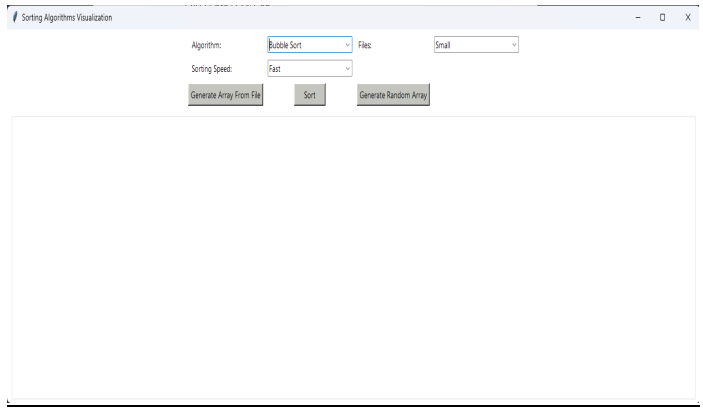 Sorting Algorithms Visualization
Algorithm: Bubble Sort Files: Small
Sorting Speed: Fast
Generate Array From File Sort Generate Random Array